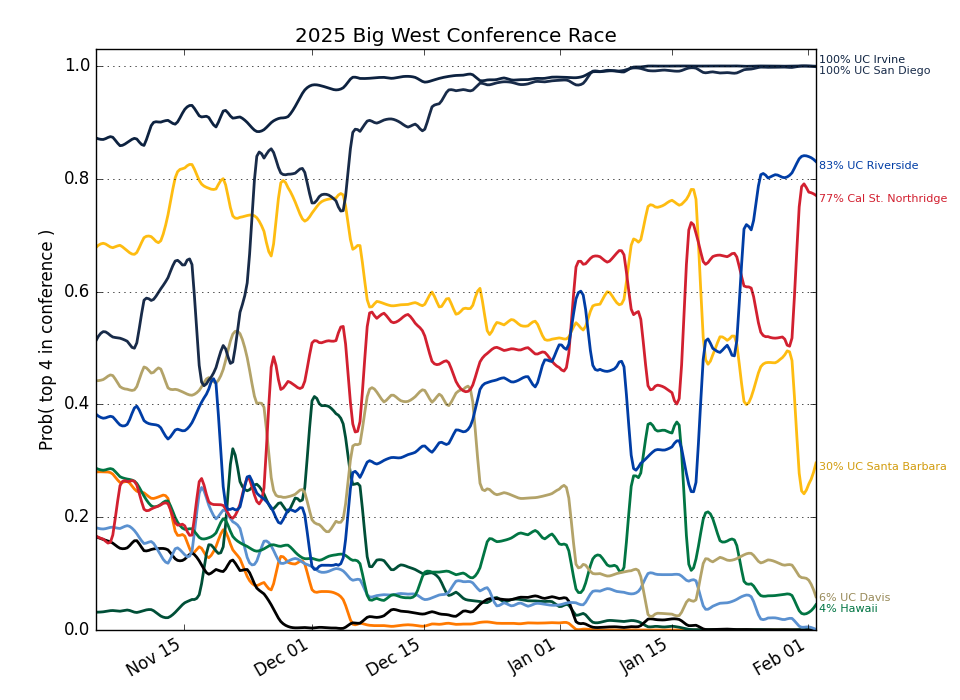 2025 Big West Conference Race
Prob( top 4 in conference )
1.0
0.8
0.6
0.4
0.2
0.0
Nov 15
Dec 01
Dec 15
Jan 01
Jan 15
Feb 01
100% UC Irvine
100% UC San Diego
83% UC Riverside
77% Cal St. Northridge
30% UC Santa Barbara
6% UC Davis
4% Hawaii